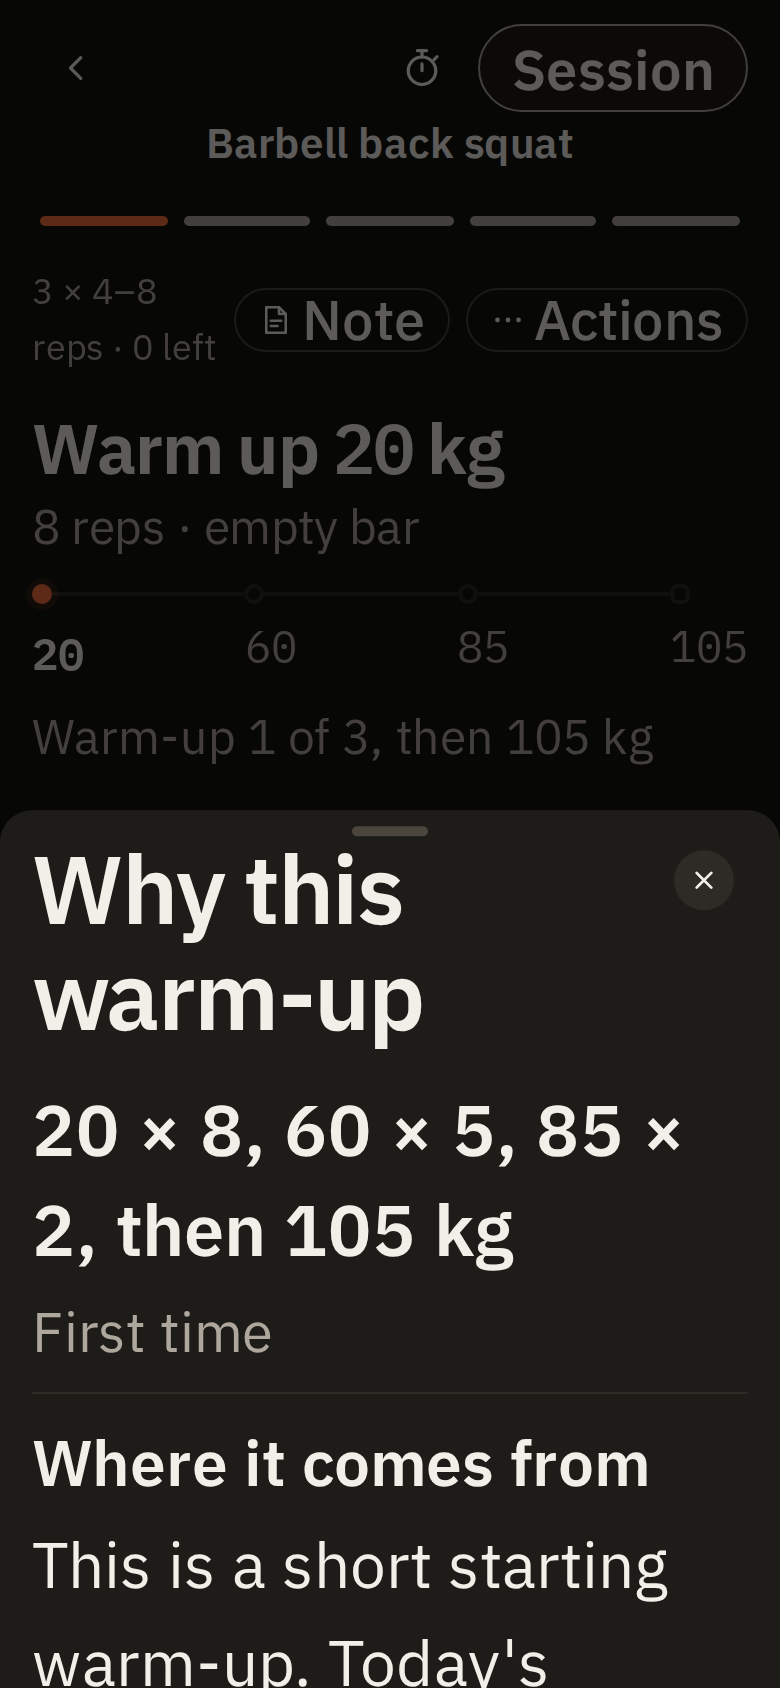 Session
Barbell back squat
3 × 4–8
reps · 0 left
Note
Actions
Warm up 20 kg
8 reps · empty bar
20 60 85 105
Warm-up 1 of 3, then 105 kg
Why this
warm-up
20 × 8, 60 × 5, 85 ×
2, then 105 kg
First time
Where it comes from
This is a short starting
warm-up. Today's